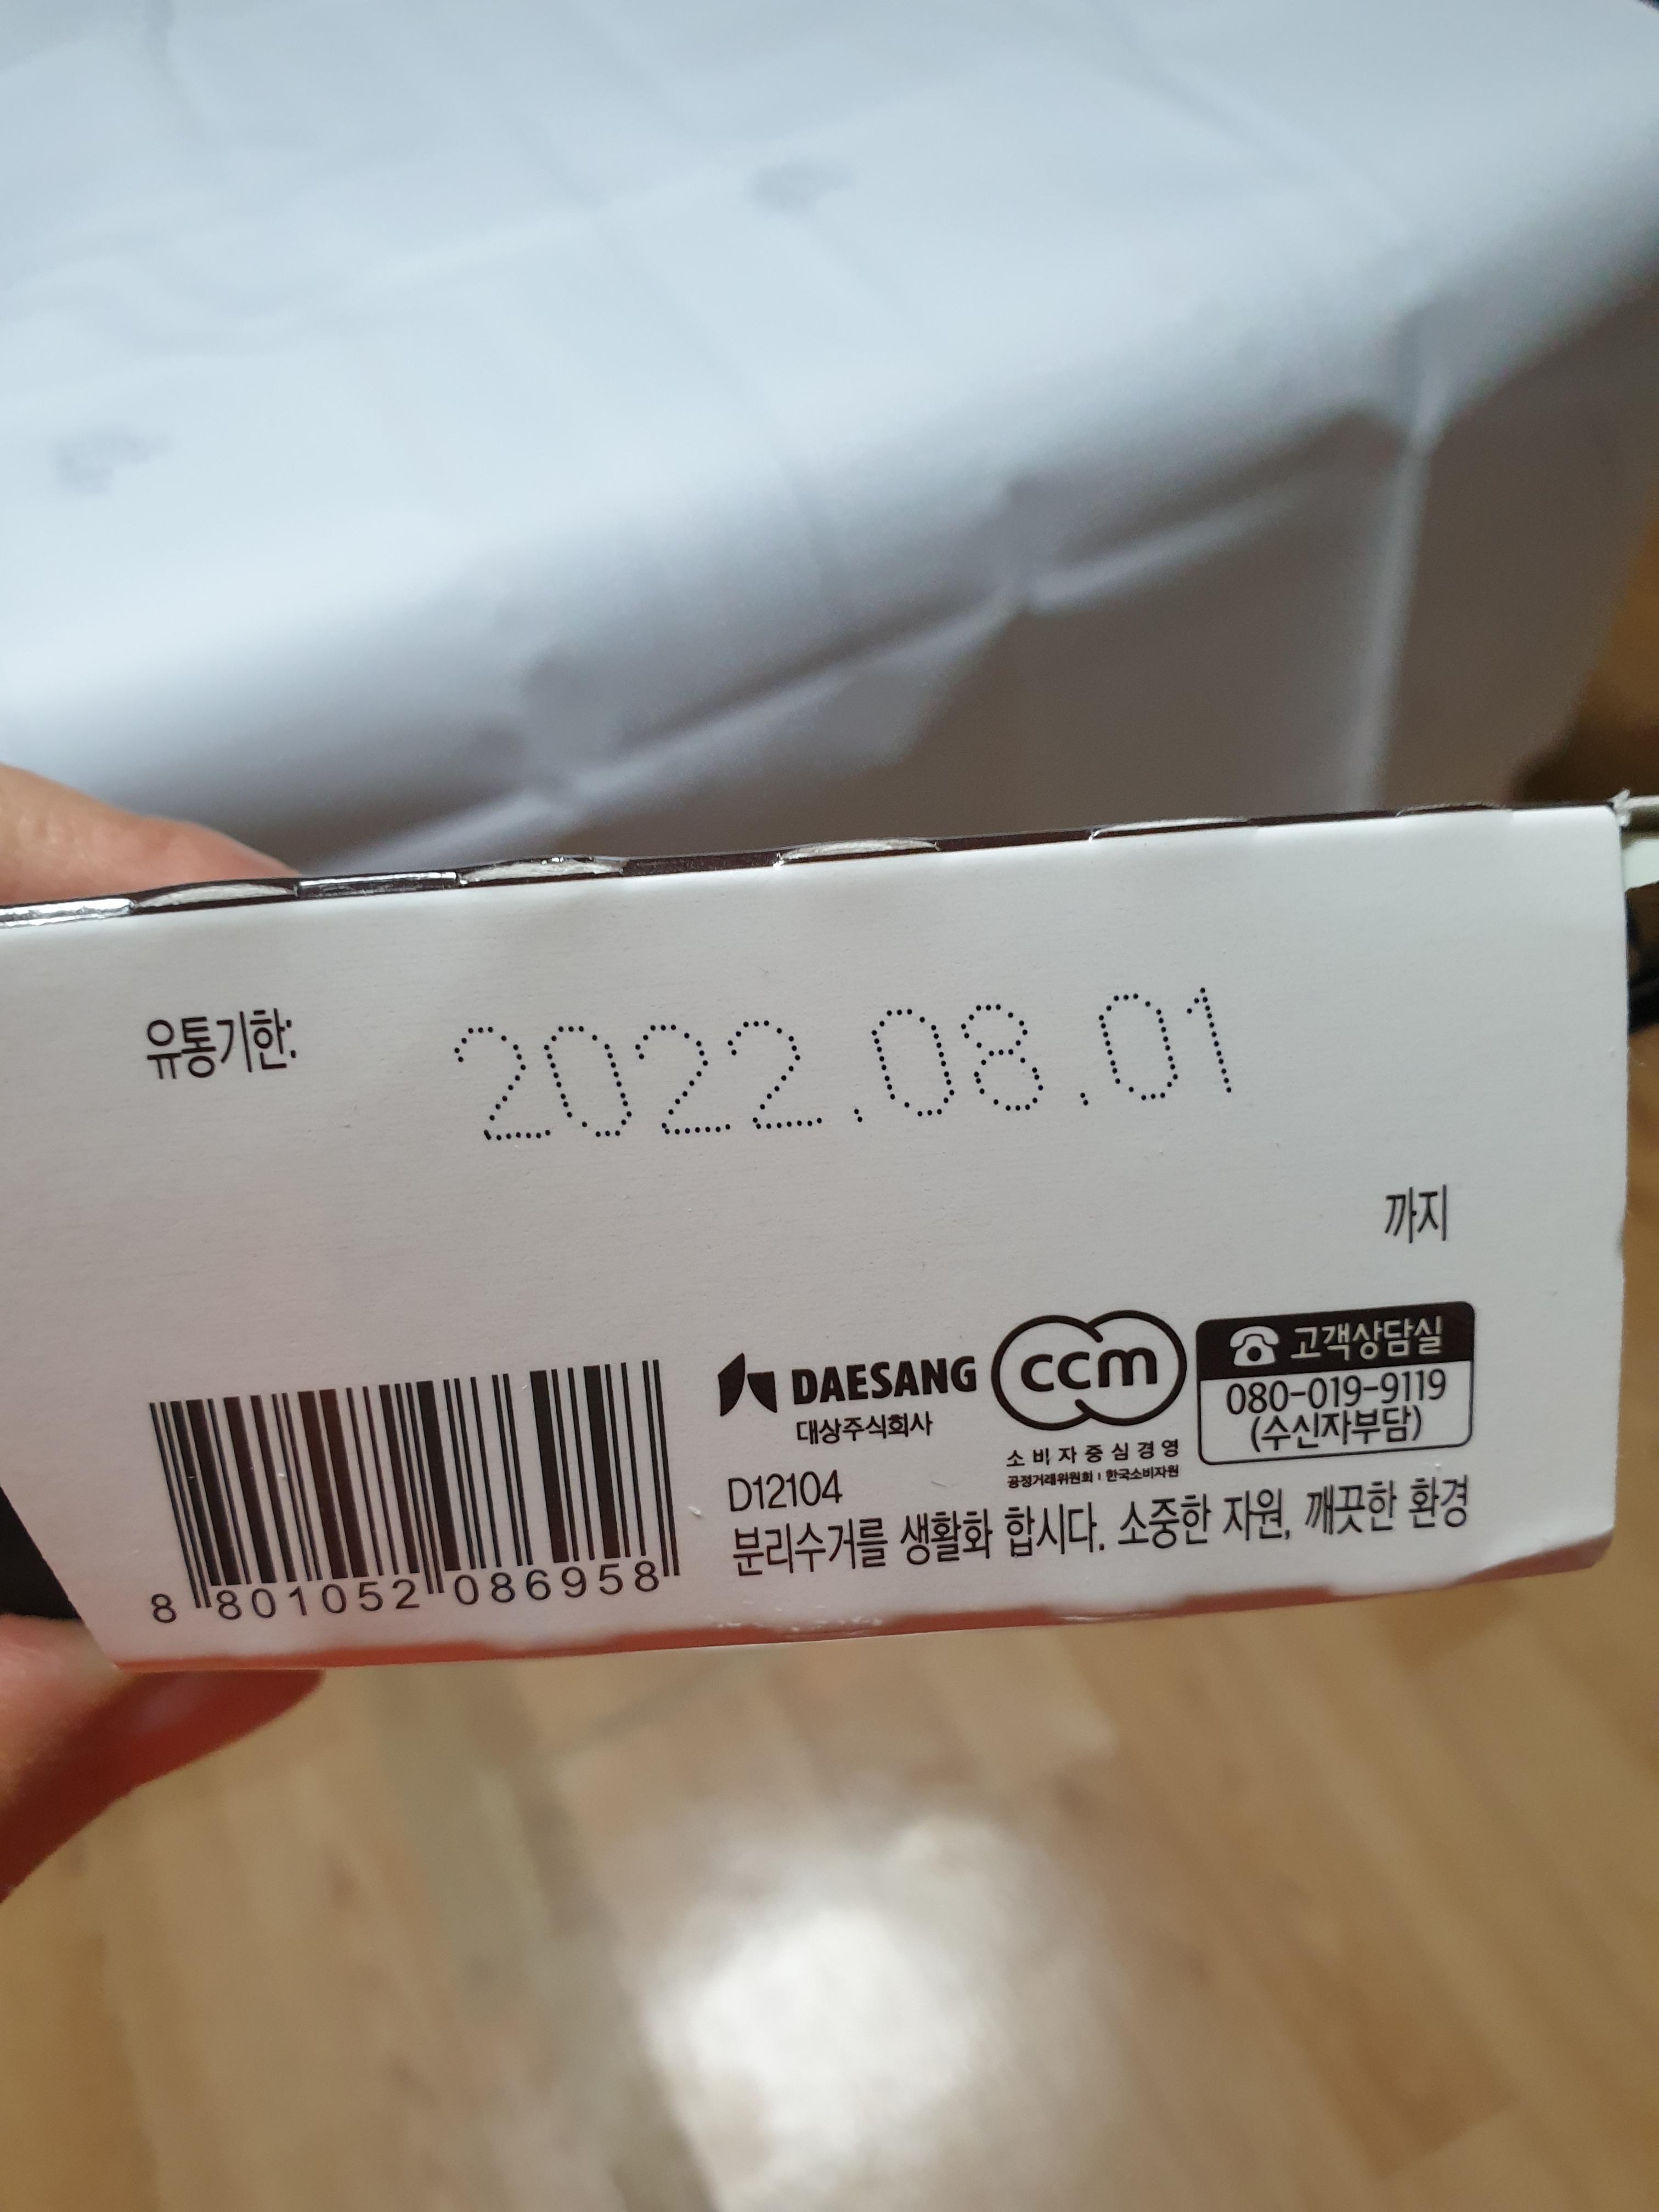 유통기한:
2022.08.01
까지
DAESANG
대상주식회사
ccm
소비자중심경영
공정거래위원회 | 한국소비자원
고객상담실
080-019-9119
(수신자부담)
D12104
분리수거를 생활화 합시다. 소중한 자원, 깨끗한 환경
8 801052 086958